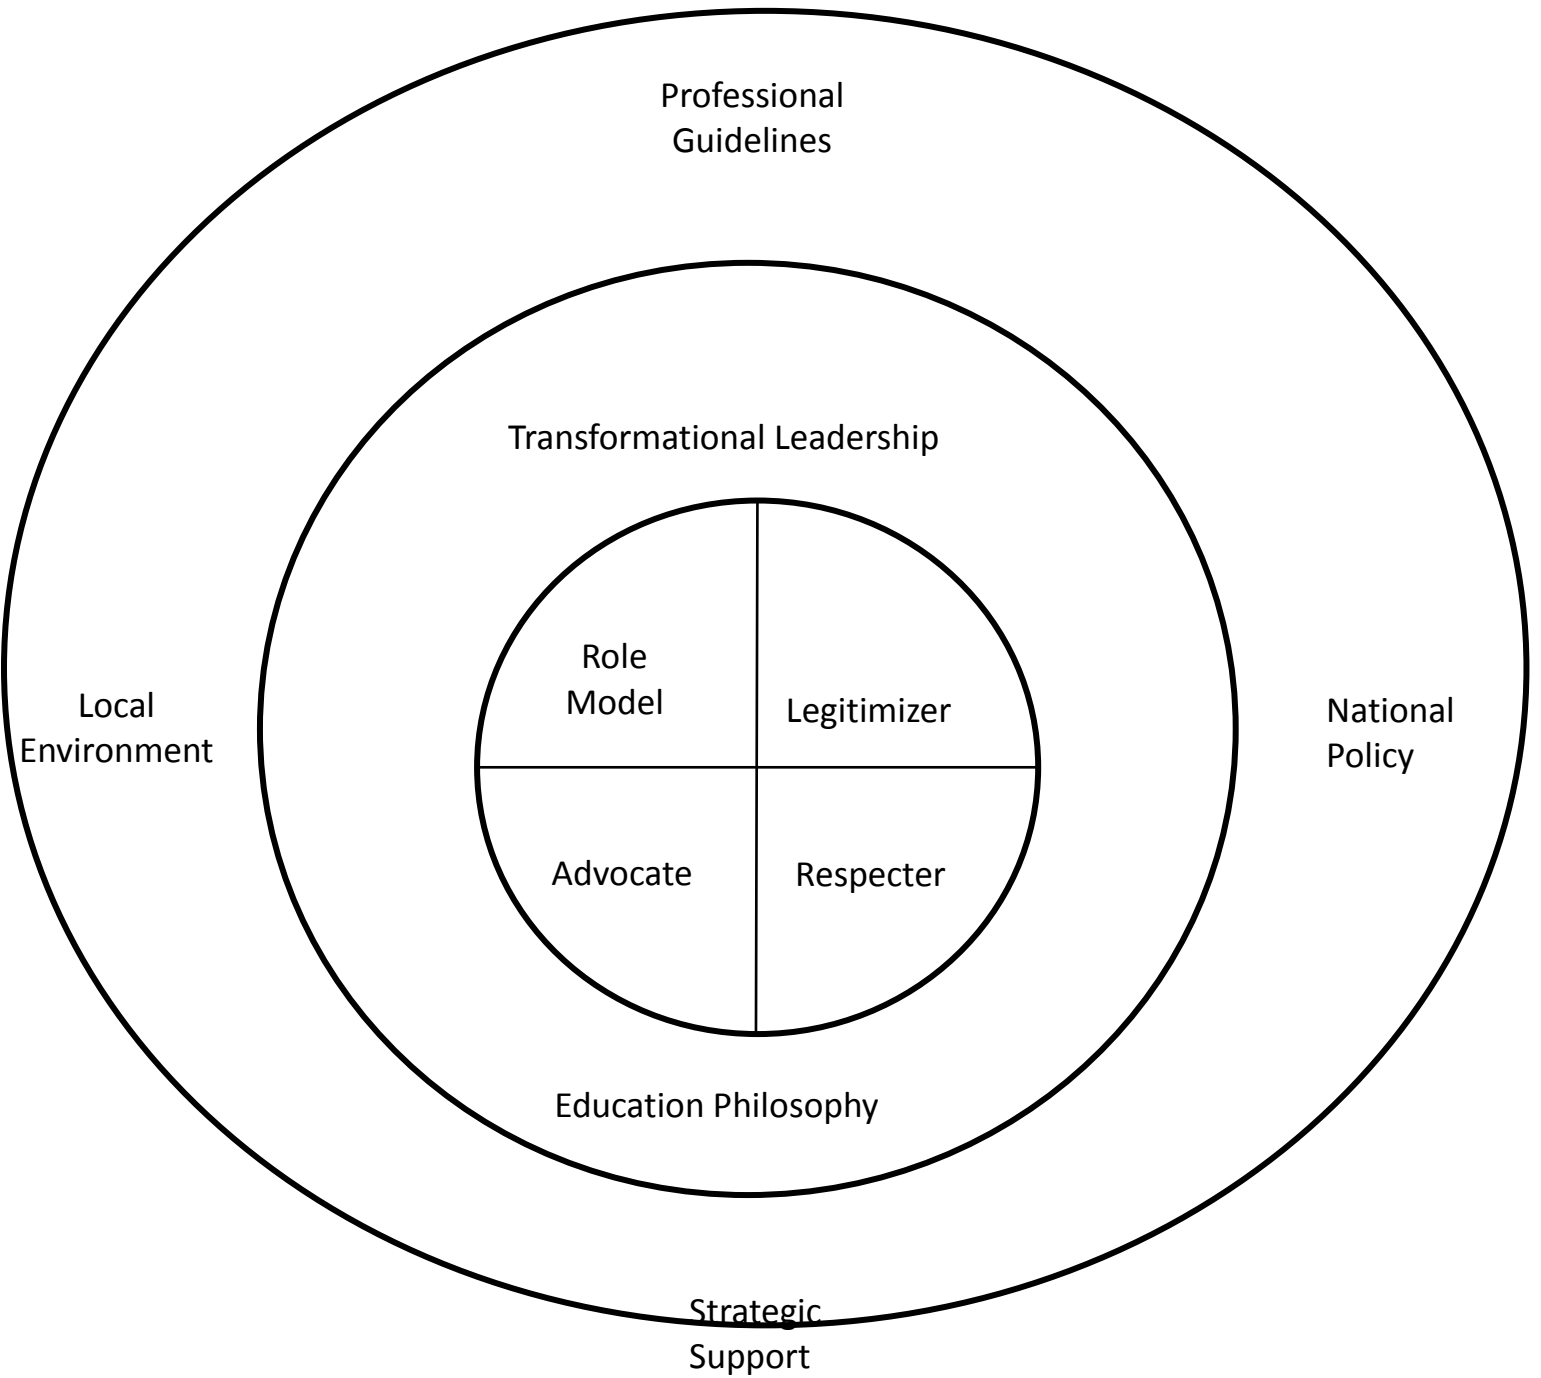 Professional
Guidelines
Transformational Leadership
Role
Model
Legitimizer
Local
Environment
National
Policy
Advocate
Respecter
Education Philosophy
Strategic
Support